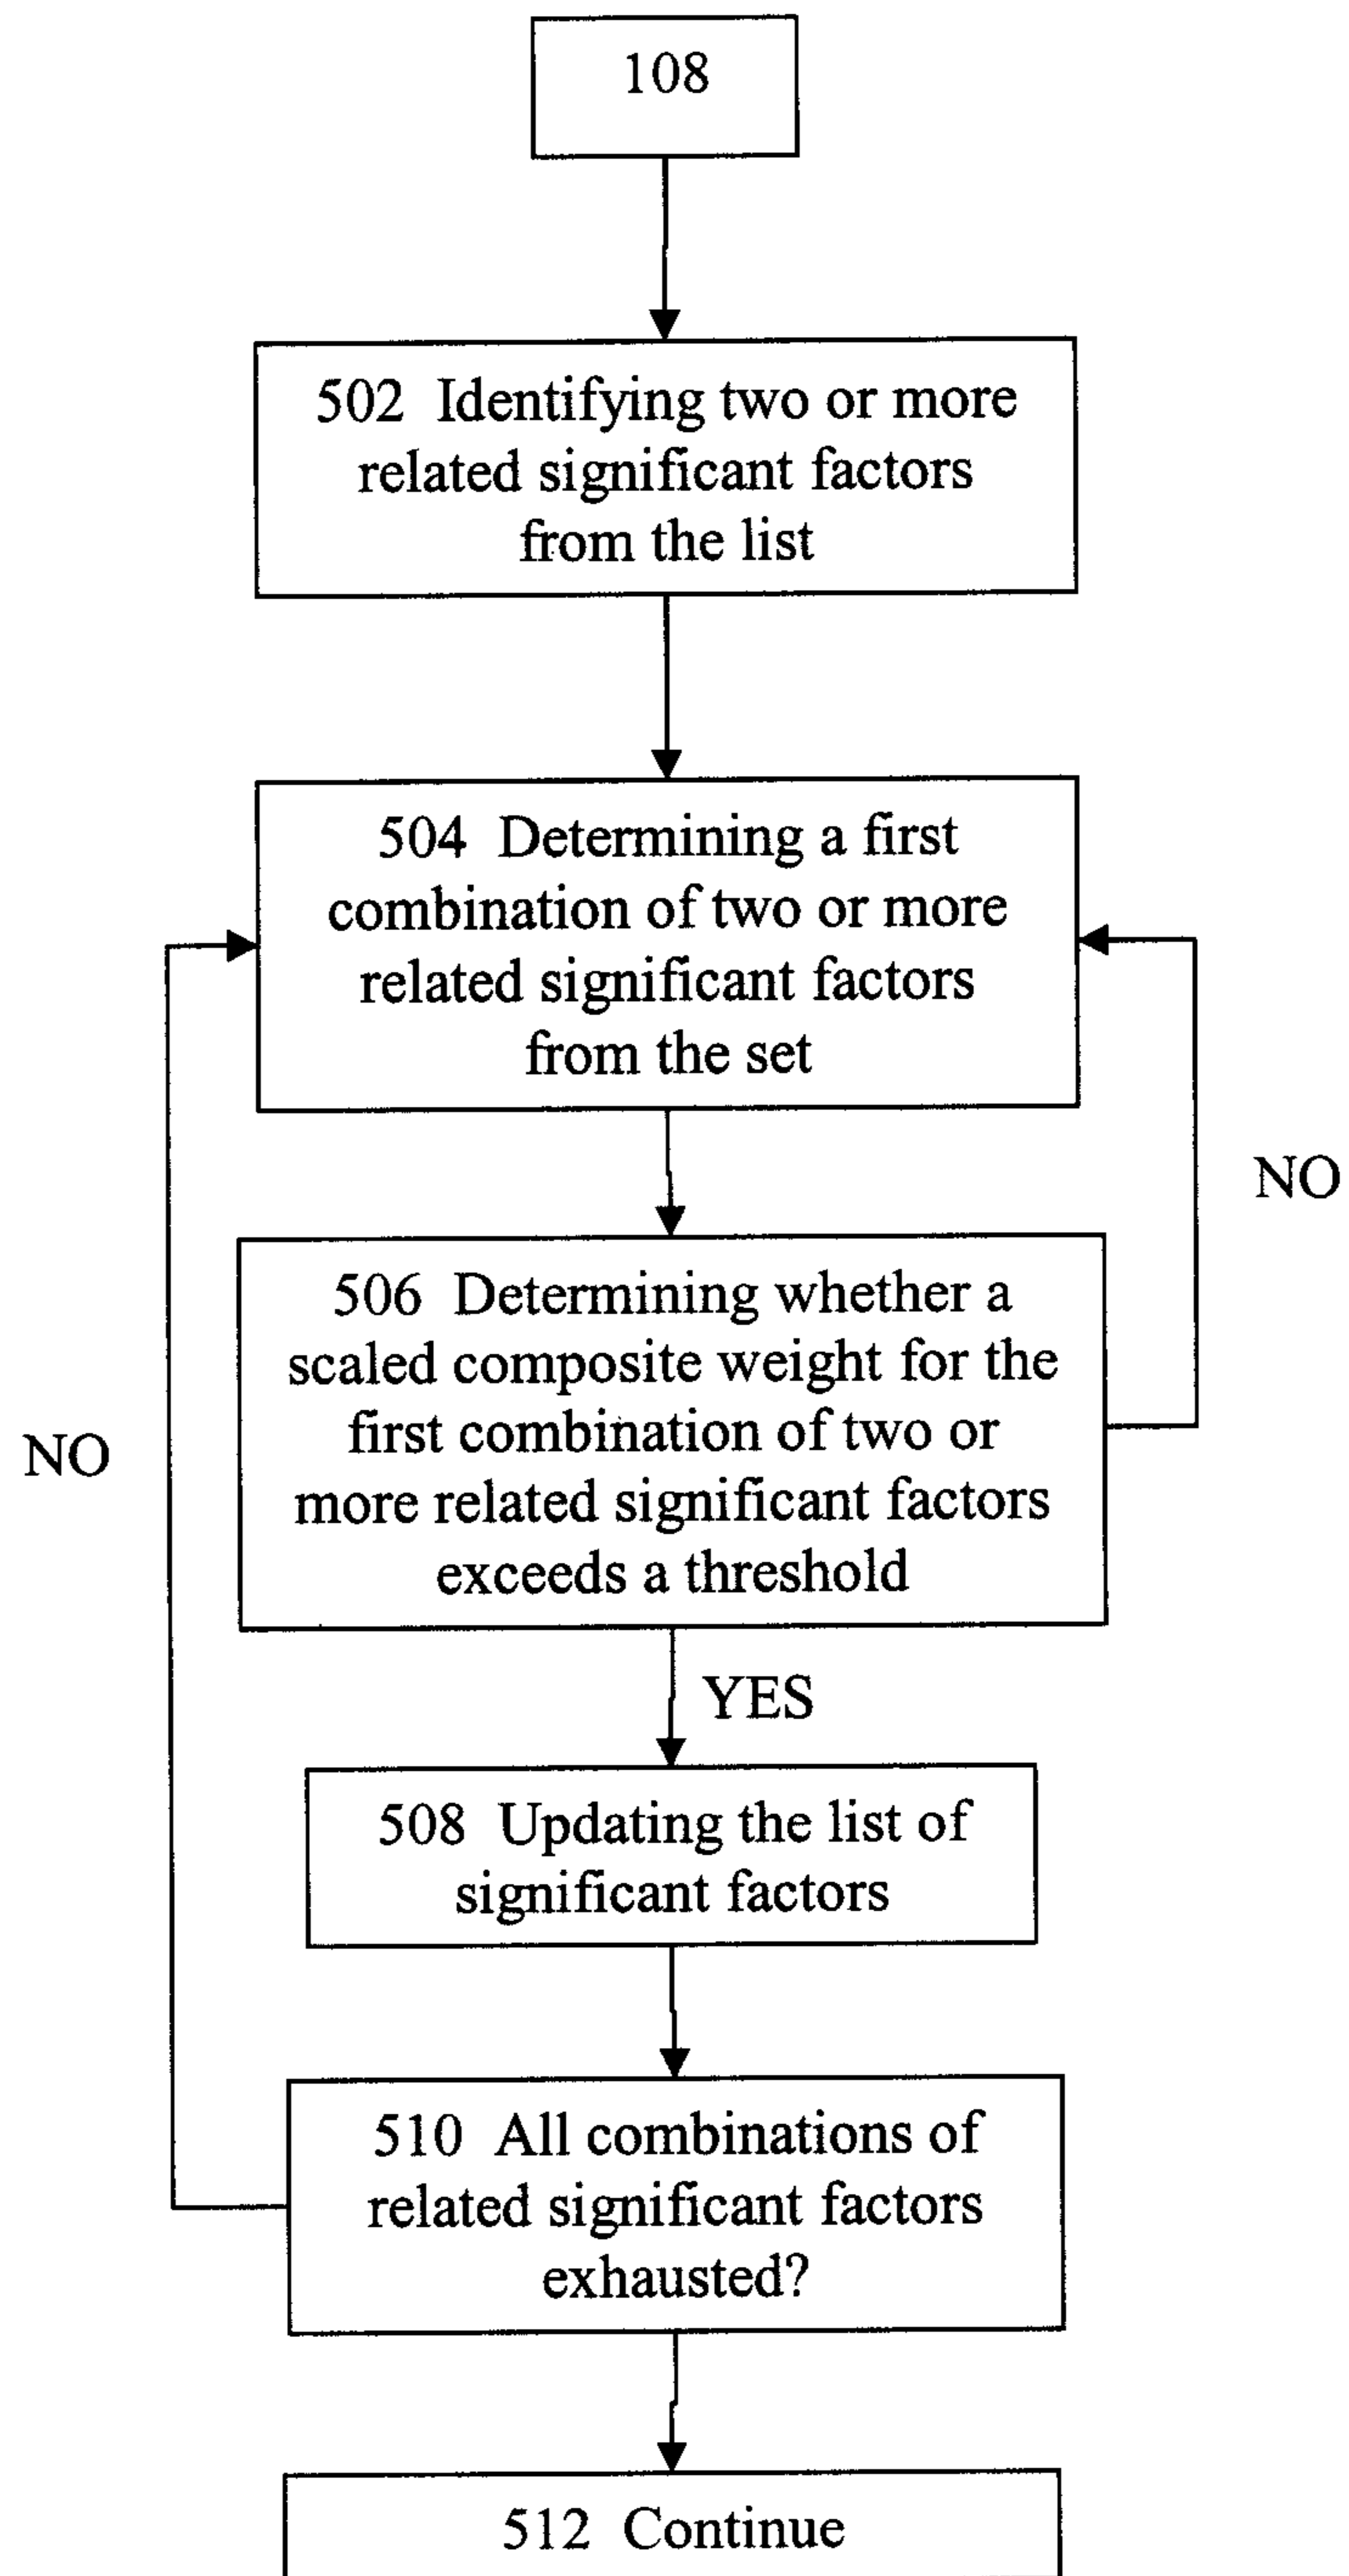 108
502 Identifying two or more
related significant factors
from the list
504 Determining a first
combination of two or more
related significant factors
from the set
NO
506 Determining whether a
scaled composite weight for the
first combination of two or
more related significant factors
exceeds a threshold
NO
YES
508 Updating the list of
significant factors
510 All combinations of
related significant factors
exhausted?
512 Continue